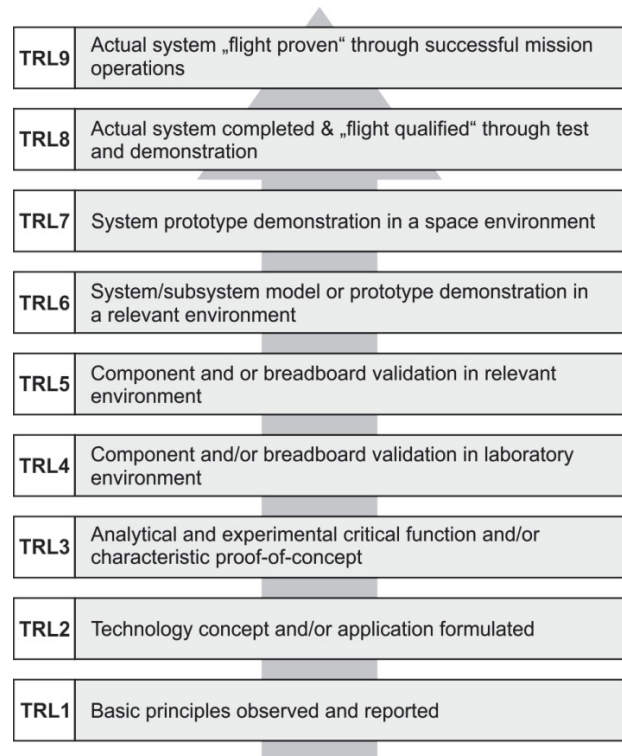 TRL9
Actual system „flight proven“ through successful mission
operations
TRL8
Actual system completed & „flight qualified“ through test
and demonstration
TRL7
System prototype demonstration in a space environment
TRL6
System/subsystem model or prototype demonstration in
a relevant environment
TRL5
Component and or breadboard validation in relevant
environment
TRL4
Component and/or breadboard validation in laboratory
environment
TRL3
Analytical and experimental critical function and/or
characteristic proof-of-concept
TRL2
Technology concept and/or application formulated
TRL1
Basic principles observed and reported